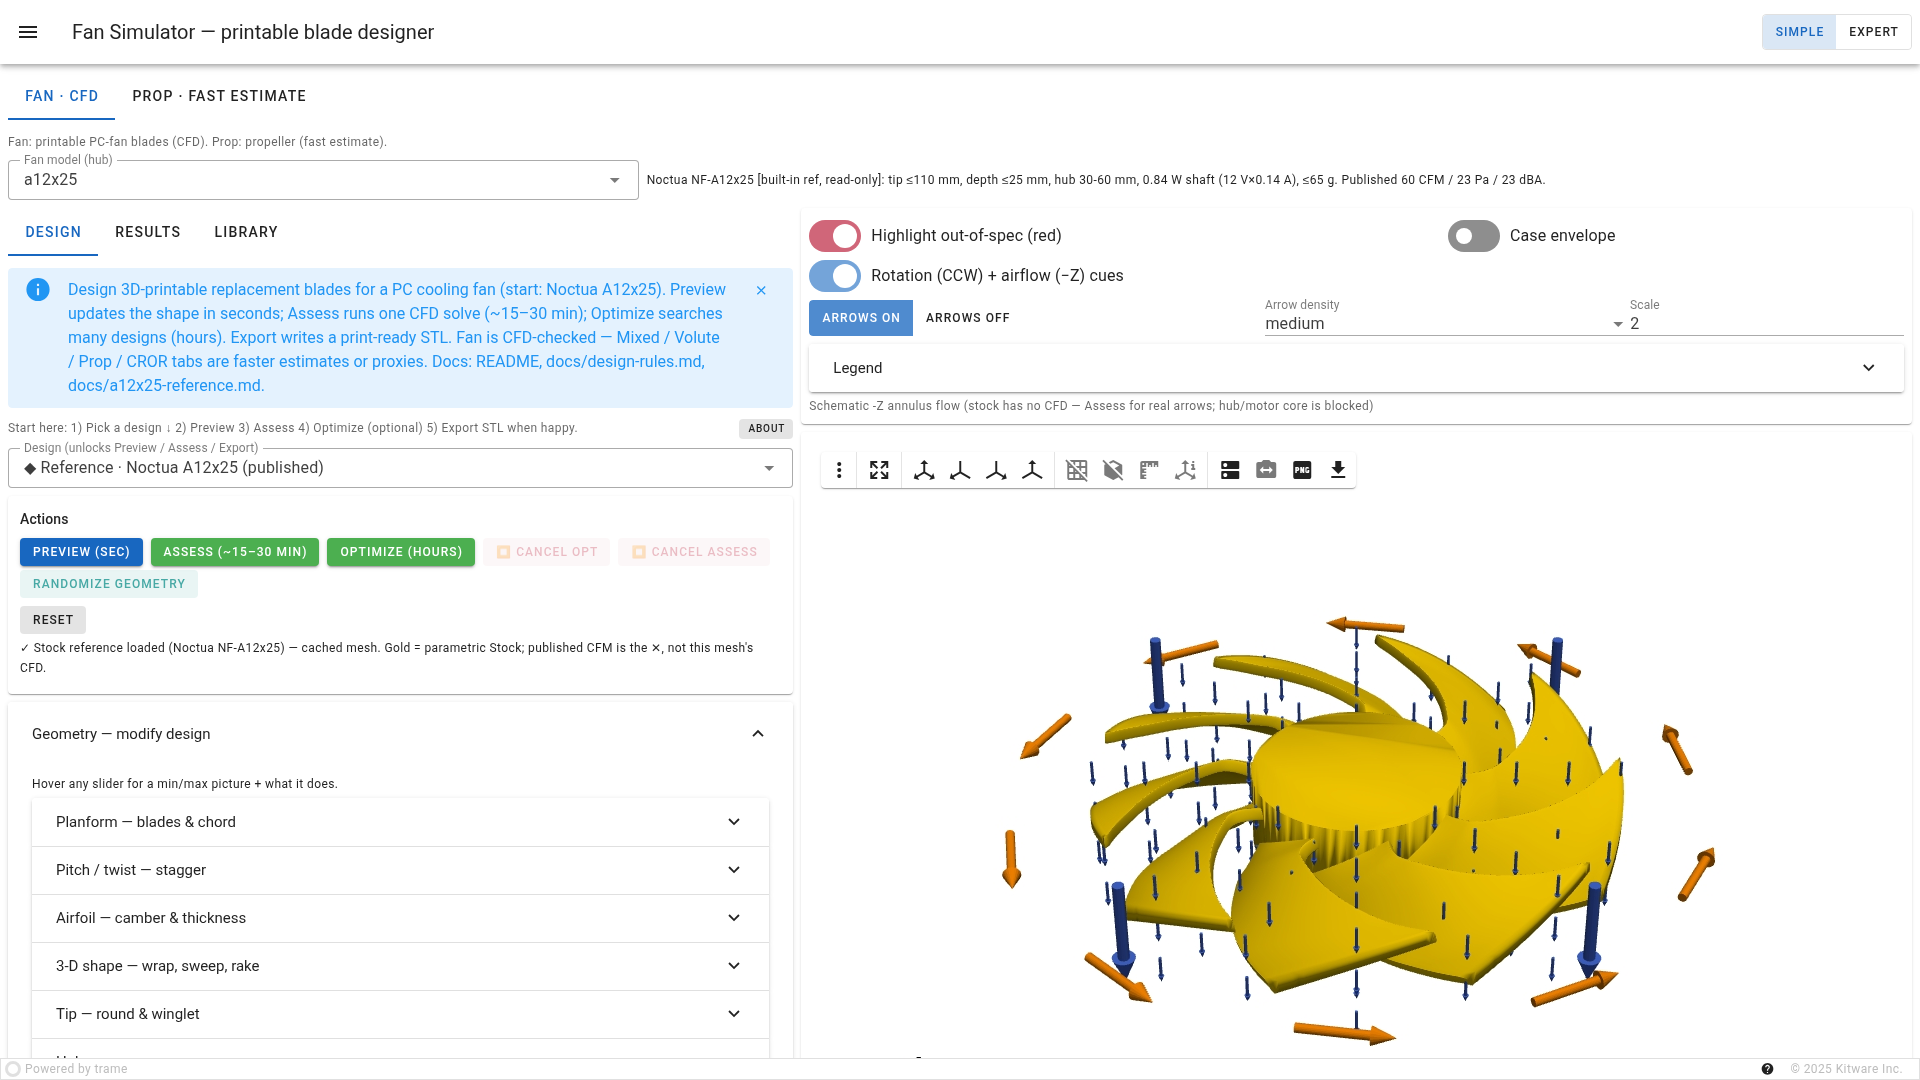 Fan Simulator — printable blade designer
SIMPLE
EXPERT
FAN · CFD
PROP · FAST ESTIMATE
Fan: printable PC-fan blades (CFD). Prop: propeller (fast estimate).
Fan model (hub)
a12x25
Noctua NF-A12x25 [built-in ref, read-only]: tip ≤110 mm, depth ≤25 mm, hub 30-60 mm, 0.84 W shaft (12 V×0.14 A), ≤65 g. Published 60 CFM / 23 Pa / 23 dBA.
DESIGN
RESULTS
LIBRARY
Highlight out-of-spec (red)
Case envelope
Rotation (CCW) + airflow (−Z) cues
ARROWS ON
ARROWS OFF
Arrow density
medium
Scale
2
Legend
Schematic -Z annulus flow (stock has no CFD — Assess for real arrows; hub/motor core is blocked)
Design 3D-printable replacement blades for a PC cooling fan (start: Noctua A12x25). Preview
updates the shape in seconds; Assess runs one CFD solve (~15–30 min); Optimize searches
many designs (hours). Export writes a print-ready STL. Fan is CFD-checked — Mixed / Volute
/ Prop / CROR tabs are faster estimates or proxies. Docs: README, docs/design-rules.md,
docs/a12x25-reference.md.
Start here: 1) Pick a design ↓ 2) Preview 3) Assess 4) Optimize (optional) 5) Export STL when happy.
ABOUT
Design (unlocks Preview / Assess / Export)
◆ Reference · Noctua A12x25 (published)
Actions
PREVIEW (SEC)
ASSESS (~15–30 MIN)
OPTIMIZE (HOURS)
CANCEL OPT
CANCEL ASSESS
RANDOMIZE GEOMETRY
RESET
✓ Stock reference loaded (Noctua NF-A12x25) — cached mesh. Gold = parametric Stock; published CFM is the ✕, not this mesh's
CFD.
Geometry — modify design
Hover any slider for a min/max picture + what it does.
Planform — blades & chord
Pitch / twist — stagger
Airfoil — camber & thickness
3-D shape — wrap, sweep, rake
Tip — round & winglet
PNG
Powered by trame
© 2025 Kitware Inc.